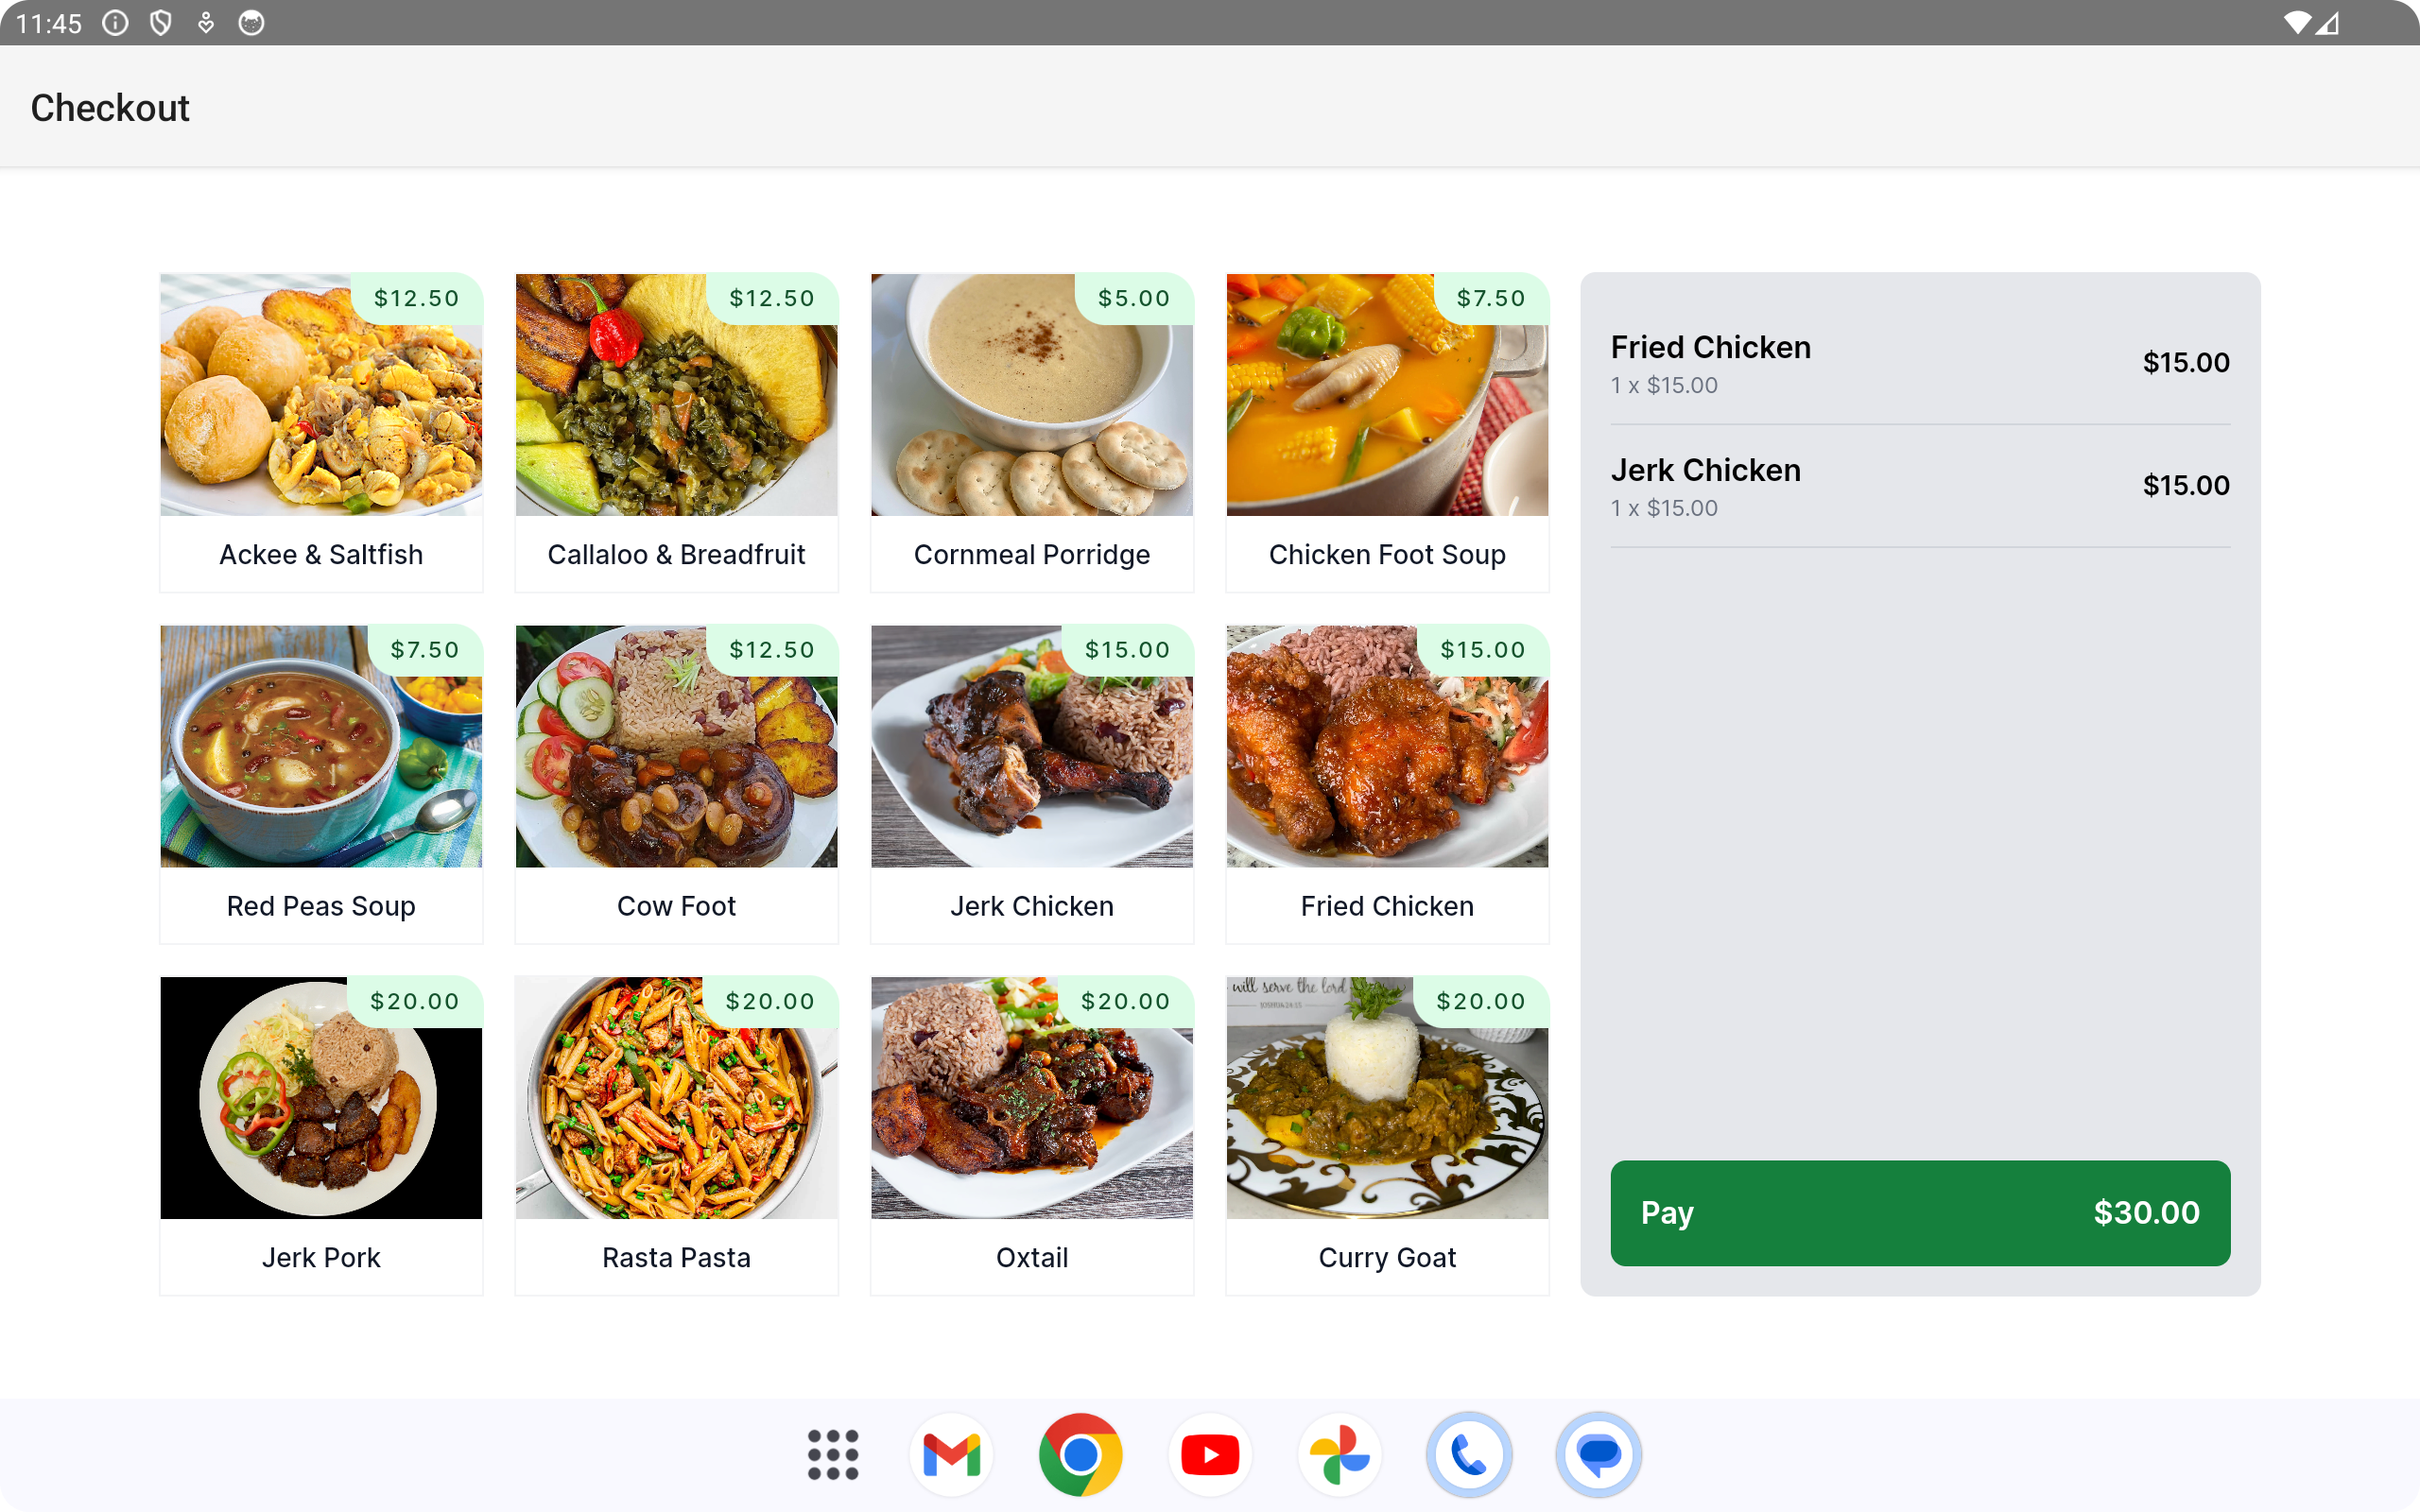 11:45
Checkout
$12.50
$12.50
$5.00
$7.50
Ackee & Saltfish
Callaloo & Breadfruit
Cornmeal Porridge
Chicken Foot Soup
$7.50
$12.50
$15.00
$15.00
Red Peas Soup
Cow Foot
Jerk Chicken
Fried Chicken
$20.00
$20.00
$20.00
will serve the lord
$20.00
Jerk Pork
Rasta Pasta
Oxtail
Curry Goat
Fried Chicken
1 x $15.00
$15.00
Jerk Chicken
1 x $15.00
$15.00
Pay
$30.00